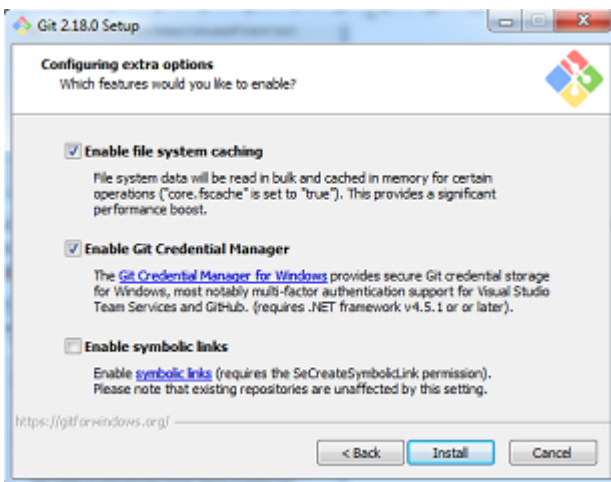 Git 2.18.0 Setup
Configuring extra options
Which features would you like to enable?
Enable file system caching
File system data will be read in bulk and cached in memory for certain
operations ("core.fscache" is set to "true"). This provides a significant
performance boost.
Enable Git Credential Manager
The Git Credential Manager for Windows provides secure Git credential storage
for Windows, most notably multi-factor authentication support for Visual Studio
Team Services and GitHub. (requires .NET framework v4.5.1 or or later).
Enable symbolic links
Enable symbolic links (requires the SeCreateSymbolicLink permission).
Please note that existing repositories are unaffected by this setting.
https://gitforwindows.org/
< Back Install Cancel